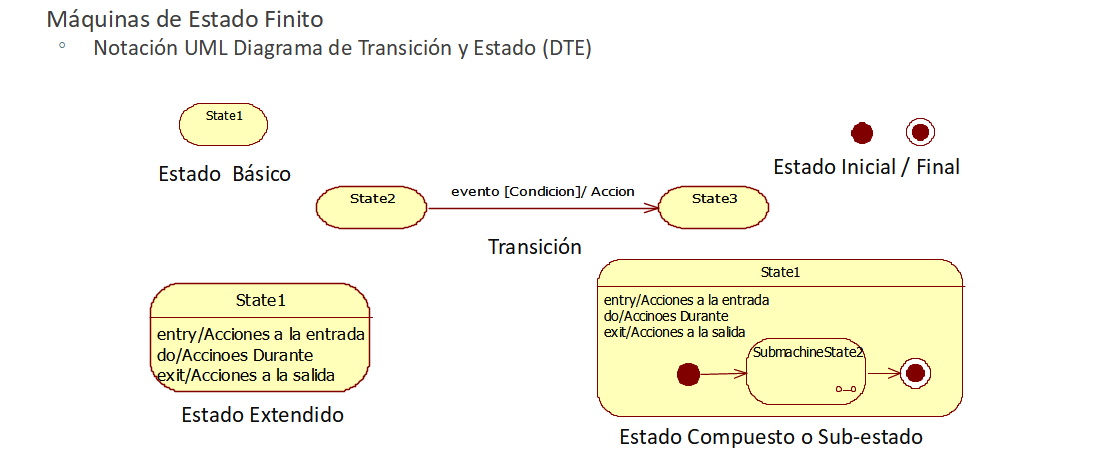 Máquinas de Estado Finito
Notación UML Diagrama de Transición y Estado (DTE)
State1
Estado Básico
Estado Inicial / Final
State2
evento [Condicion]/ Accion
State3
Transición
State1
entry/Acciones a la entrada
do/Accinoes Durante
exit/Acciones a la salida
Estado Extendido
State1
entry/Acciones a la entrada
do/Accinoes Durante
exit/Acciones a la salida
SubmachineState2
Estado Compuesto o Sub-estado